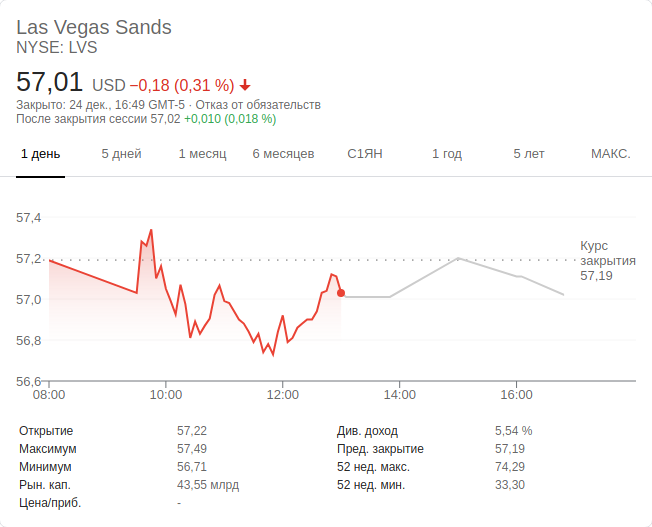 Las Vegas Sands
NYSE: LVS
57,01 USD −0,18 (0,31 %)
Закрыто: 24 дек., 16:49 GMT-5 · Отказ от обязательств
После закрытия сессии 57,02 +0,010 (0,018 %)
1 день 5 дней 1 месяц 6 месяцев С1ЯН 1 год 5 лет МАКС.
57,4
57,2
57,0
56,8
56,6
Курс
закрытия
57,19
08:00 10:00 12:00 14:00 16:00
Открытие 57,22 Див. доход 5,54 %
Максимум 57,49 Пред. закрытие 57,19
Минимум 56,71 52 нед. макс. 74,29
Рын. кап. 43,55 млрд 52 нед. мин. 33,30
Цена/приб. -